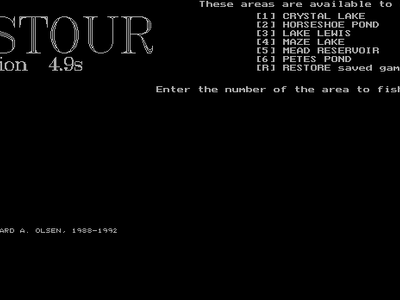 These areas are available to
STOUR
[1] CRYSTAL LAKE
[2] HORSESHOE POND
[3] LAKE LEWIS
[4] MAZE LAKE
[5] MEAD RESERVOIR
[6] PETES POND
[R] RESTORE saved gam
ion 4.9s
Enter the number of the area to fish
ARD A. OLSEN, 1988-1992